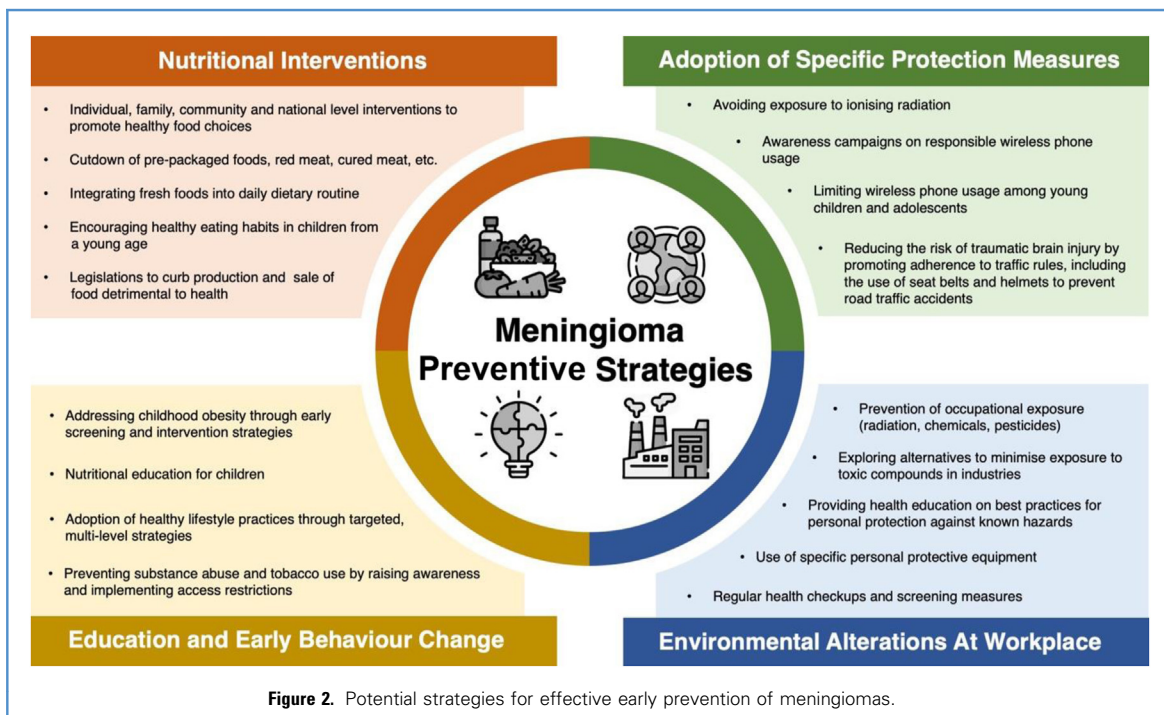 Nutritional Interventions
• Individual, family, community and national level interventions to
promote healthy food choices
• Cutdown of pre-packaged foods, red meat, cured meat, etc.
• Integrating fresh foods into daily dietary routine
• Encouraging healthy eating habits in children from
a young age
• Legislations to curb production and sale of
food detrimental to health
Adoption of Specific Protection Measures
• Avoiding exposure to ionising radiation
• Awareness campaigns on responsible wireless phone
usage
• Limiting wireless phone usage among young
children and adolescents
• Reducing the risk of traumatic brain injury by
promoting adherence to traffic rules, including
the use of seat belts and helmets to prevent
road traffic accidents
Meningioma
Preventive Strategies
• Addressing childhood obesity through early
screening and intervention strategies
• Nutritional education for children
• Adoption of healthy lifestyle practices through targeted,
multi-level strategies
• Preventing substance abuse and tobacco use by raising awareness
and implementing access restrictions
Education and Early Behaviour Change
• Prevention of occupational exposure
(radiation, chemicals, pesticides)
• Exploring alternatives to minimise exposure to
toxic compounds in industries
• Providing health education on best practices for
personal protection against known hazards
• Use of specific personal protective equipment
• Regular health checkups and screening measures
Environmental Alterations At Workplace
Figure 2. Potential strategies for effective early prevention of meningiomas.